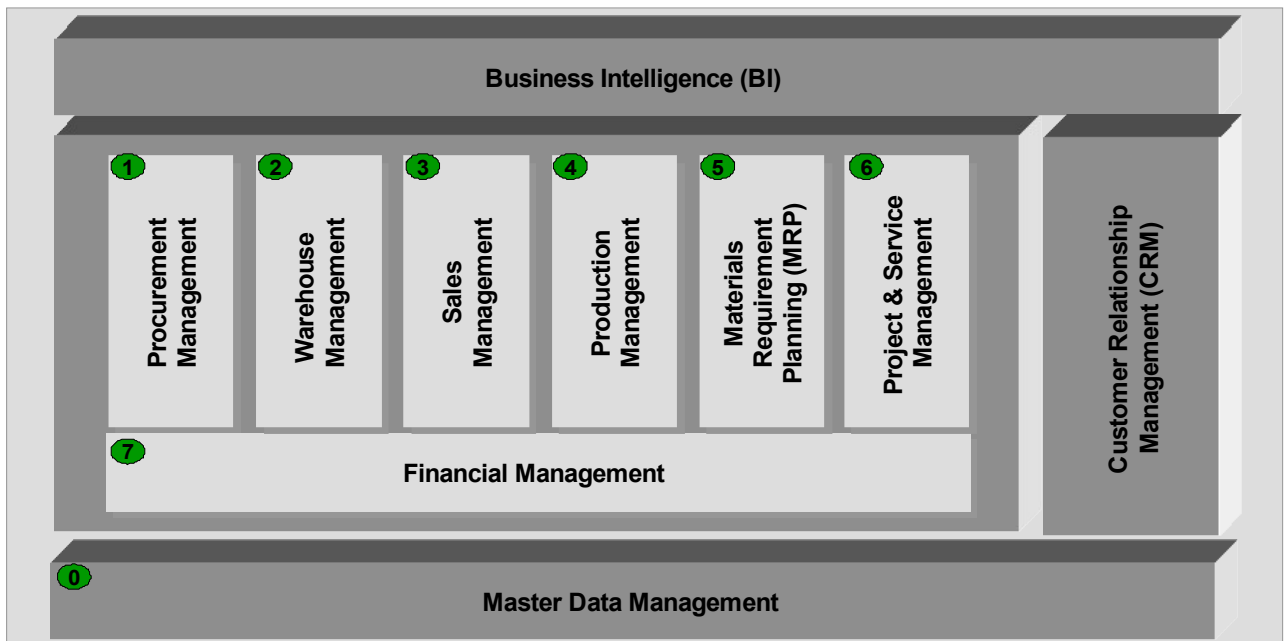 Business Intelligence (BI)
1
Procurement
Management
2
Warehouse
Management
3
Sales
Management
4
Production
Management
5
Materials
Requirement
Planning (MRP)
6
Project & Service
Management
Customer Relationship
Management (CRM)
7
Financial Management
0
Master Data Management